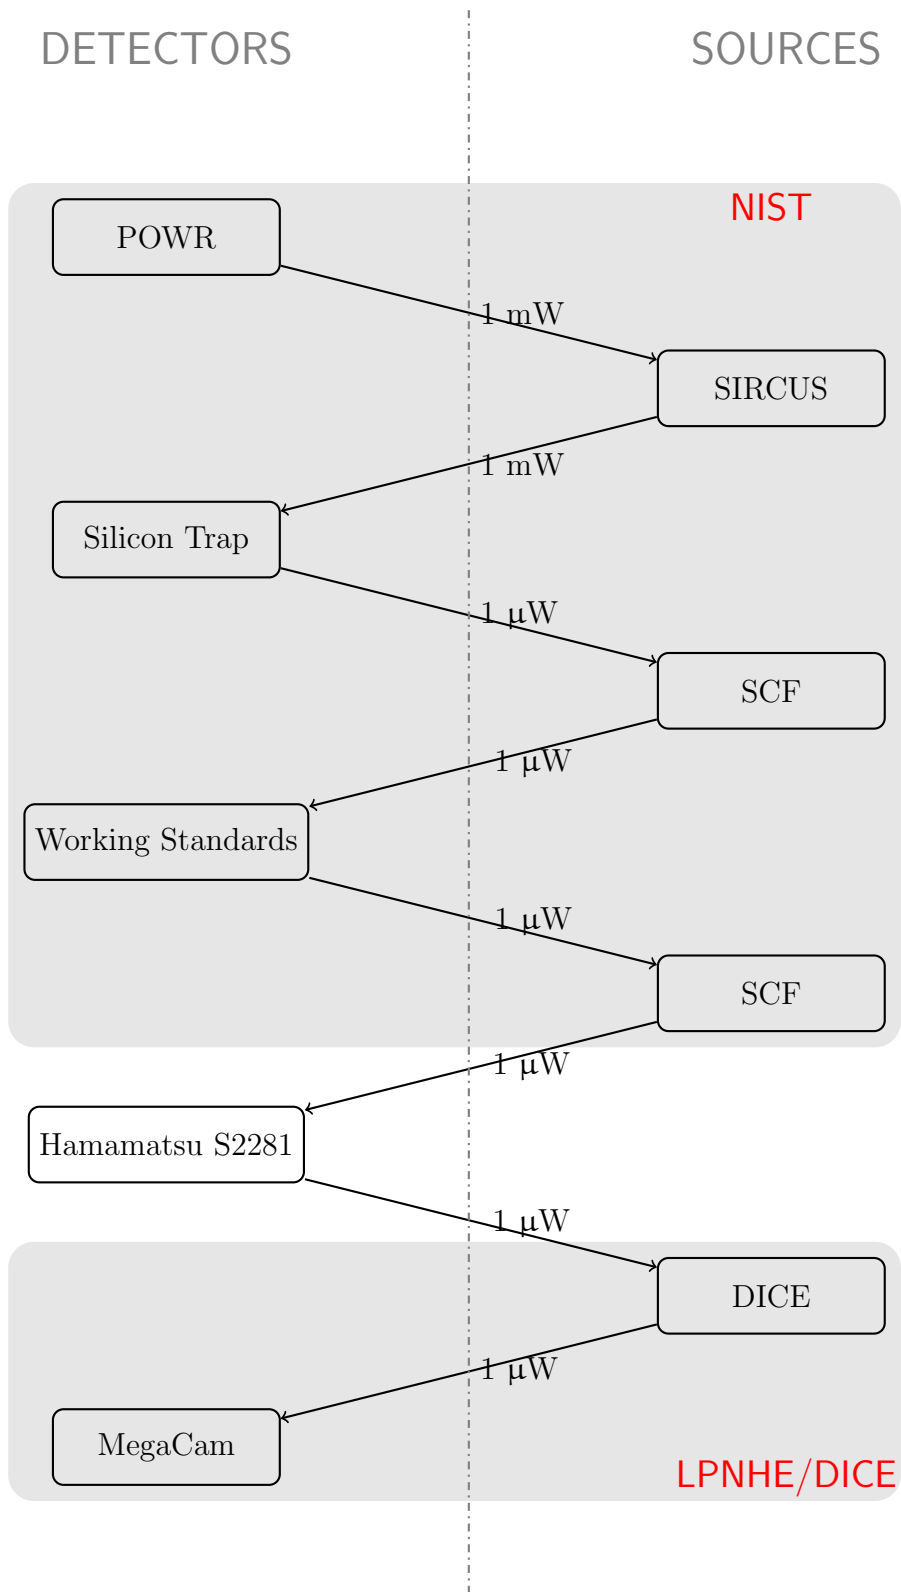 DETECTORS
SOURCES
NIST
POWR
1 mW
SIRCUS
1 mW
Silicon Trap
1 µW
SCF
1 µW
Working Standards
1 µW
SCF
1 µW
Hamamatsu S2281
1 µW
DICE
1 µW
MegaCam
LPNHE/DICE